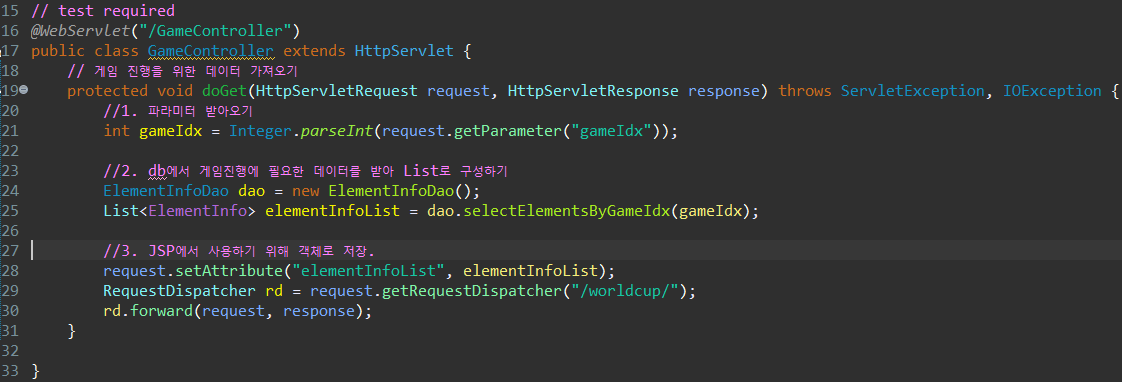 15 // test required
16 @WebServlet("/GameController")
17 public class GameController extends HttpServlet {
18 // 게임 진행을 위한 데이터 가져오기
19 protected void doGet(HttpServletRequest request, HttpServletResponse response) throws ServletException, IOException {
20 //1. 파라미터 받아오기
21 int gameIdx = Integer.parseInt(request.getParameter("gameIdx"));
22
23 //2. db에서 게임진행에 필요한 데이터를 받아 List로 구성하기
24 ElementInfoDao dao = new ElementInfoDao();
25 List<ElementInfo> elementInfoList = dao.selectElementsByGameIdx(gameIdx);
26
27 //3. JSP에서 사용하기 위해 객체로 저장.
28 request.setAttribute("elementInfoList", elementInfoList);
29 RequestDispatcher rd = request.getRequestDispatcher("/worldcup/");
30 rd.forward(request, response);
31 }
32
33 }